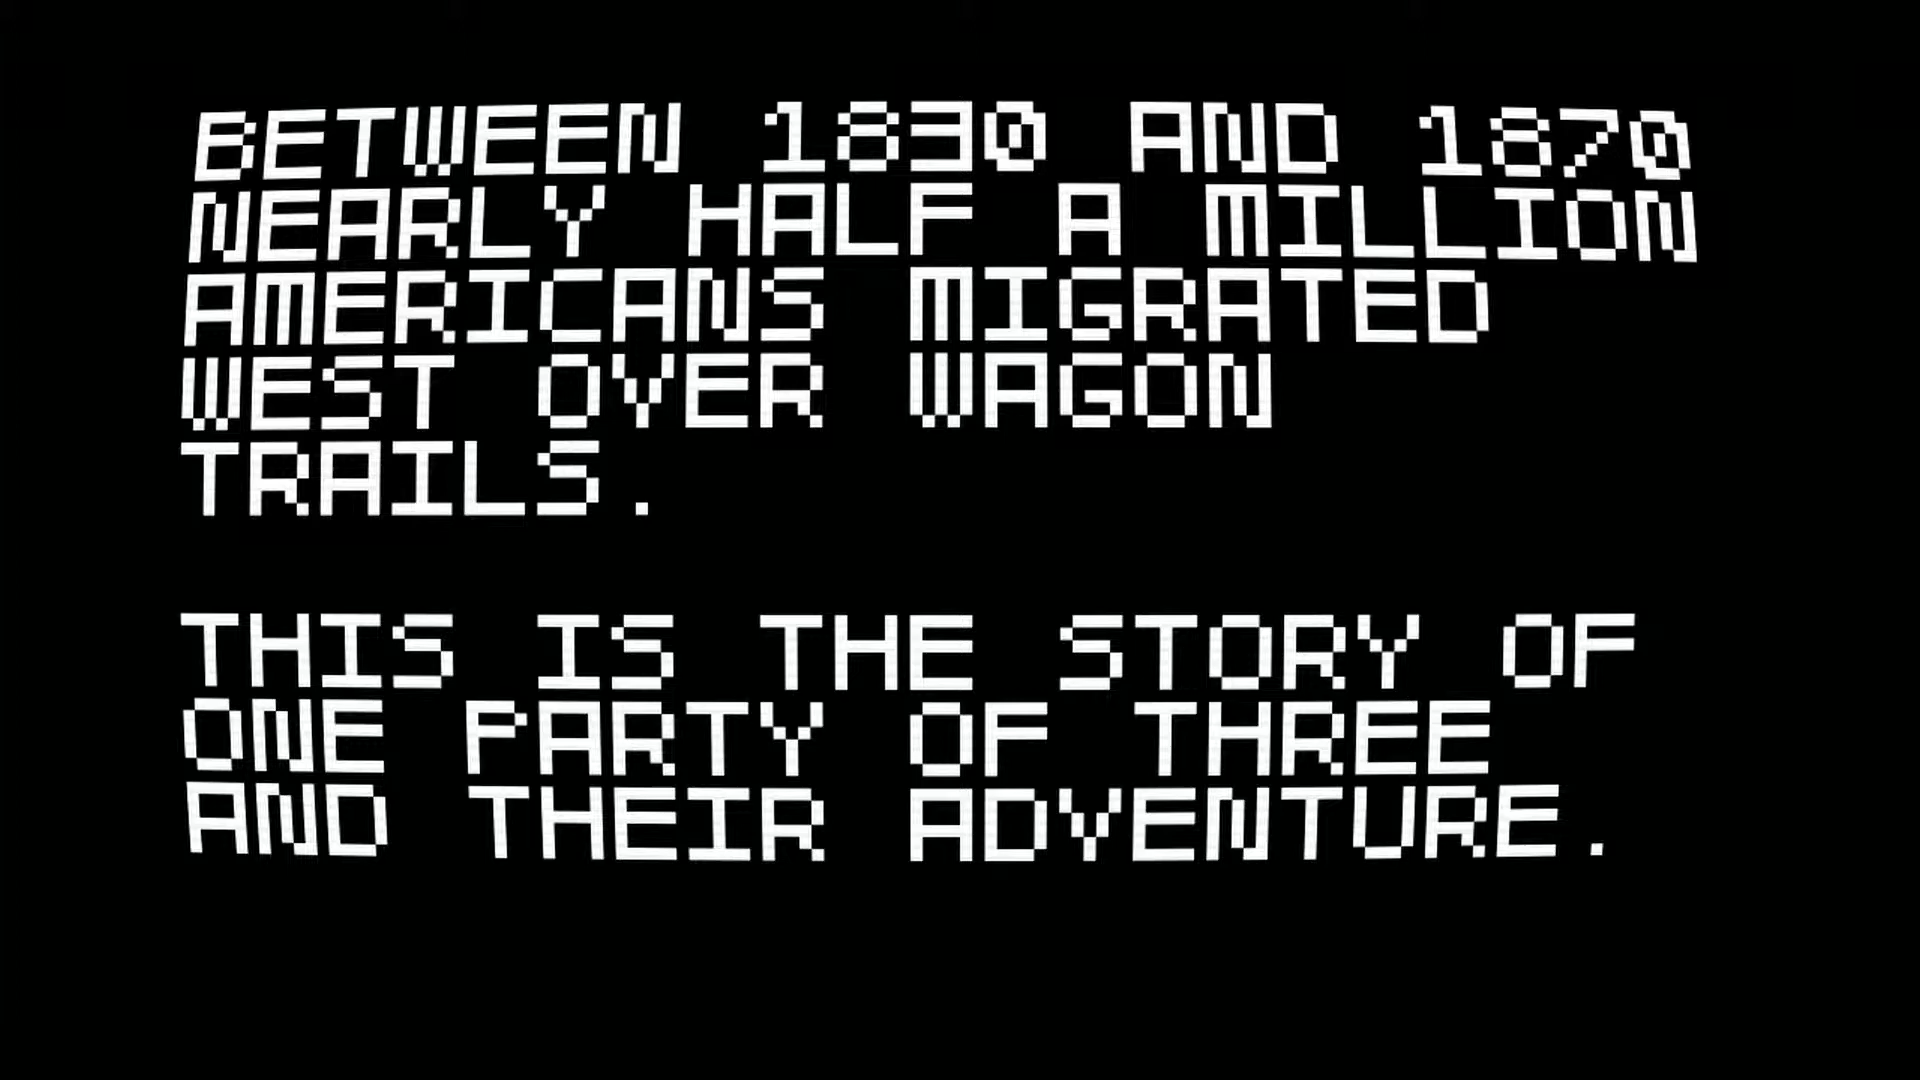 BETWEEN 1830 AND 1870
NEARLY HALF A MILLION
AMERICANS MIGRATED
WEST OVER WAGON
TRAILS.
THIS IS THE STORY OF
ONE PARTY OF THREE
AND THEIR ADVENTURE.